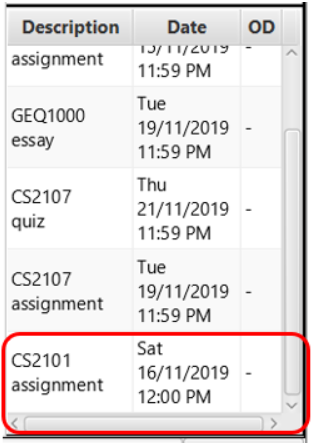 Description Date OD
assignment 15/11/2019 -
11:59 PM
GEQ1000
essay
Tue
19/11/2019
11:59 PM
-
CS2107
quiz
Thu
21/11/2019
11:59 PM
-
CS2107
assignment
Tue
19/11/2019
11:59 PM
-
CS2101
assignment
Sat
16/11/2019
12:00 PM
-